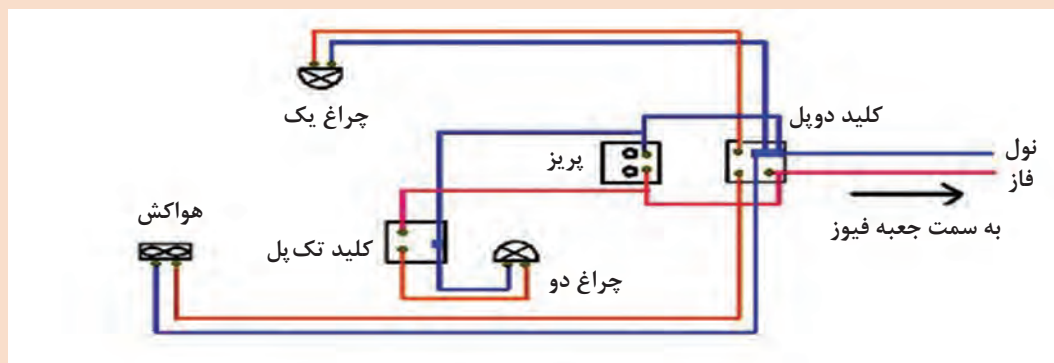 چراغ یک
کلید دوپل
نول
فاز
پریز
به سمت جعبه فیوز
هواکش
کلید تک‌پل
چراغ دو